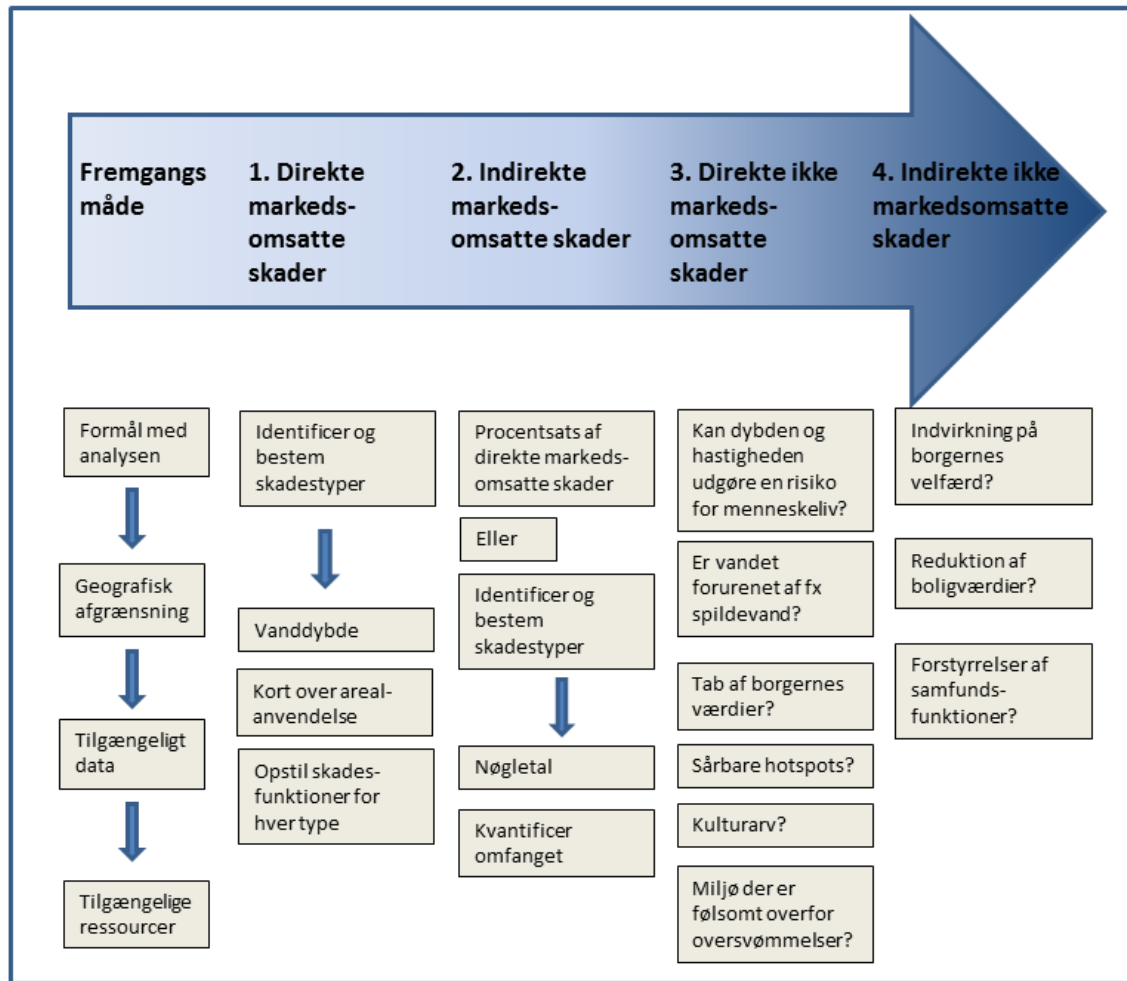 Fremgangs
måde
1. Direkte
markeds-
omsatte
skader
2. Indirekte
markeds-
omsatte skader
3. Direkte ikke
markeds-
omsatte
skader
4. Indirekte ikke
markedsomsatte
skader
Formål med
analysen
Geografisk
afgrænsning
Tilgængeligt
data
Tilgængelige
ressourcer
Identificer og
bestem
skadestyper
Vanddybde
Kort over areal-
anvendelse
Opstil skades-
funktioner for
hver type
Procentsats af
direkte markeds-
omsatte skader
Eller
Identificer og
bestem
skadestyper
Nøgletal
Kvantificer
omfanget
Kan dybden og
hastigheden
udgøre en risiko
for menneskeliv?
Er vandet
forurenet af fx
spildevand?
Tab af borgernes
værdier?
Sårbare hotspots?
Kulturarv?
Miljø der er
følsomt overfor
oversvømmelser?
Indvirkning på
borgernes
velfærd?
Reduktion af
boligværdier?
Forstyrrelser af
samfunds-
funktioner?